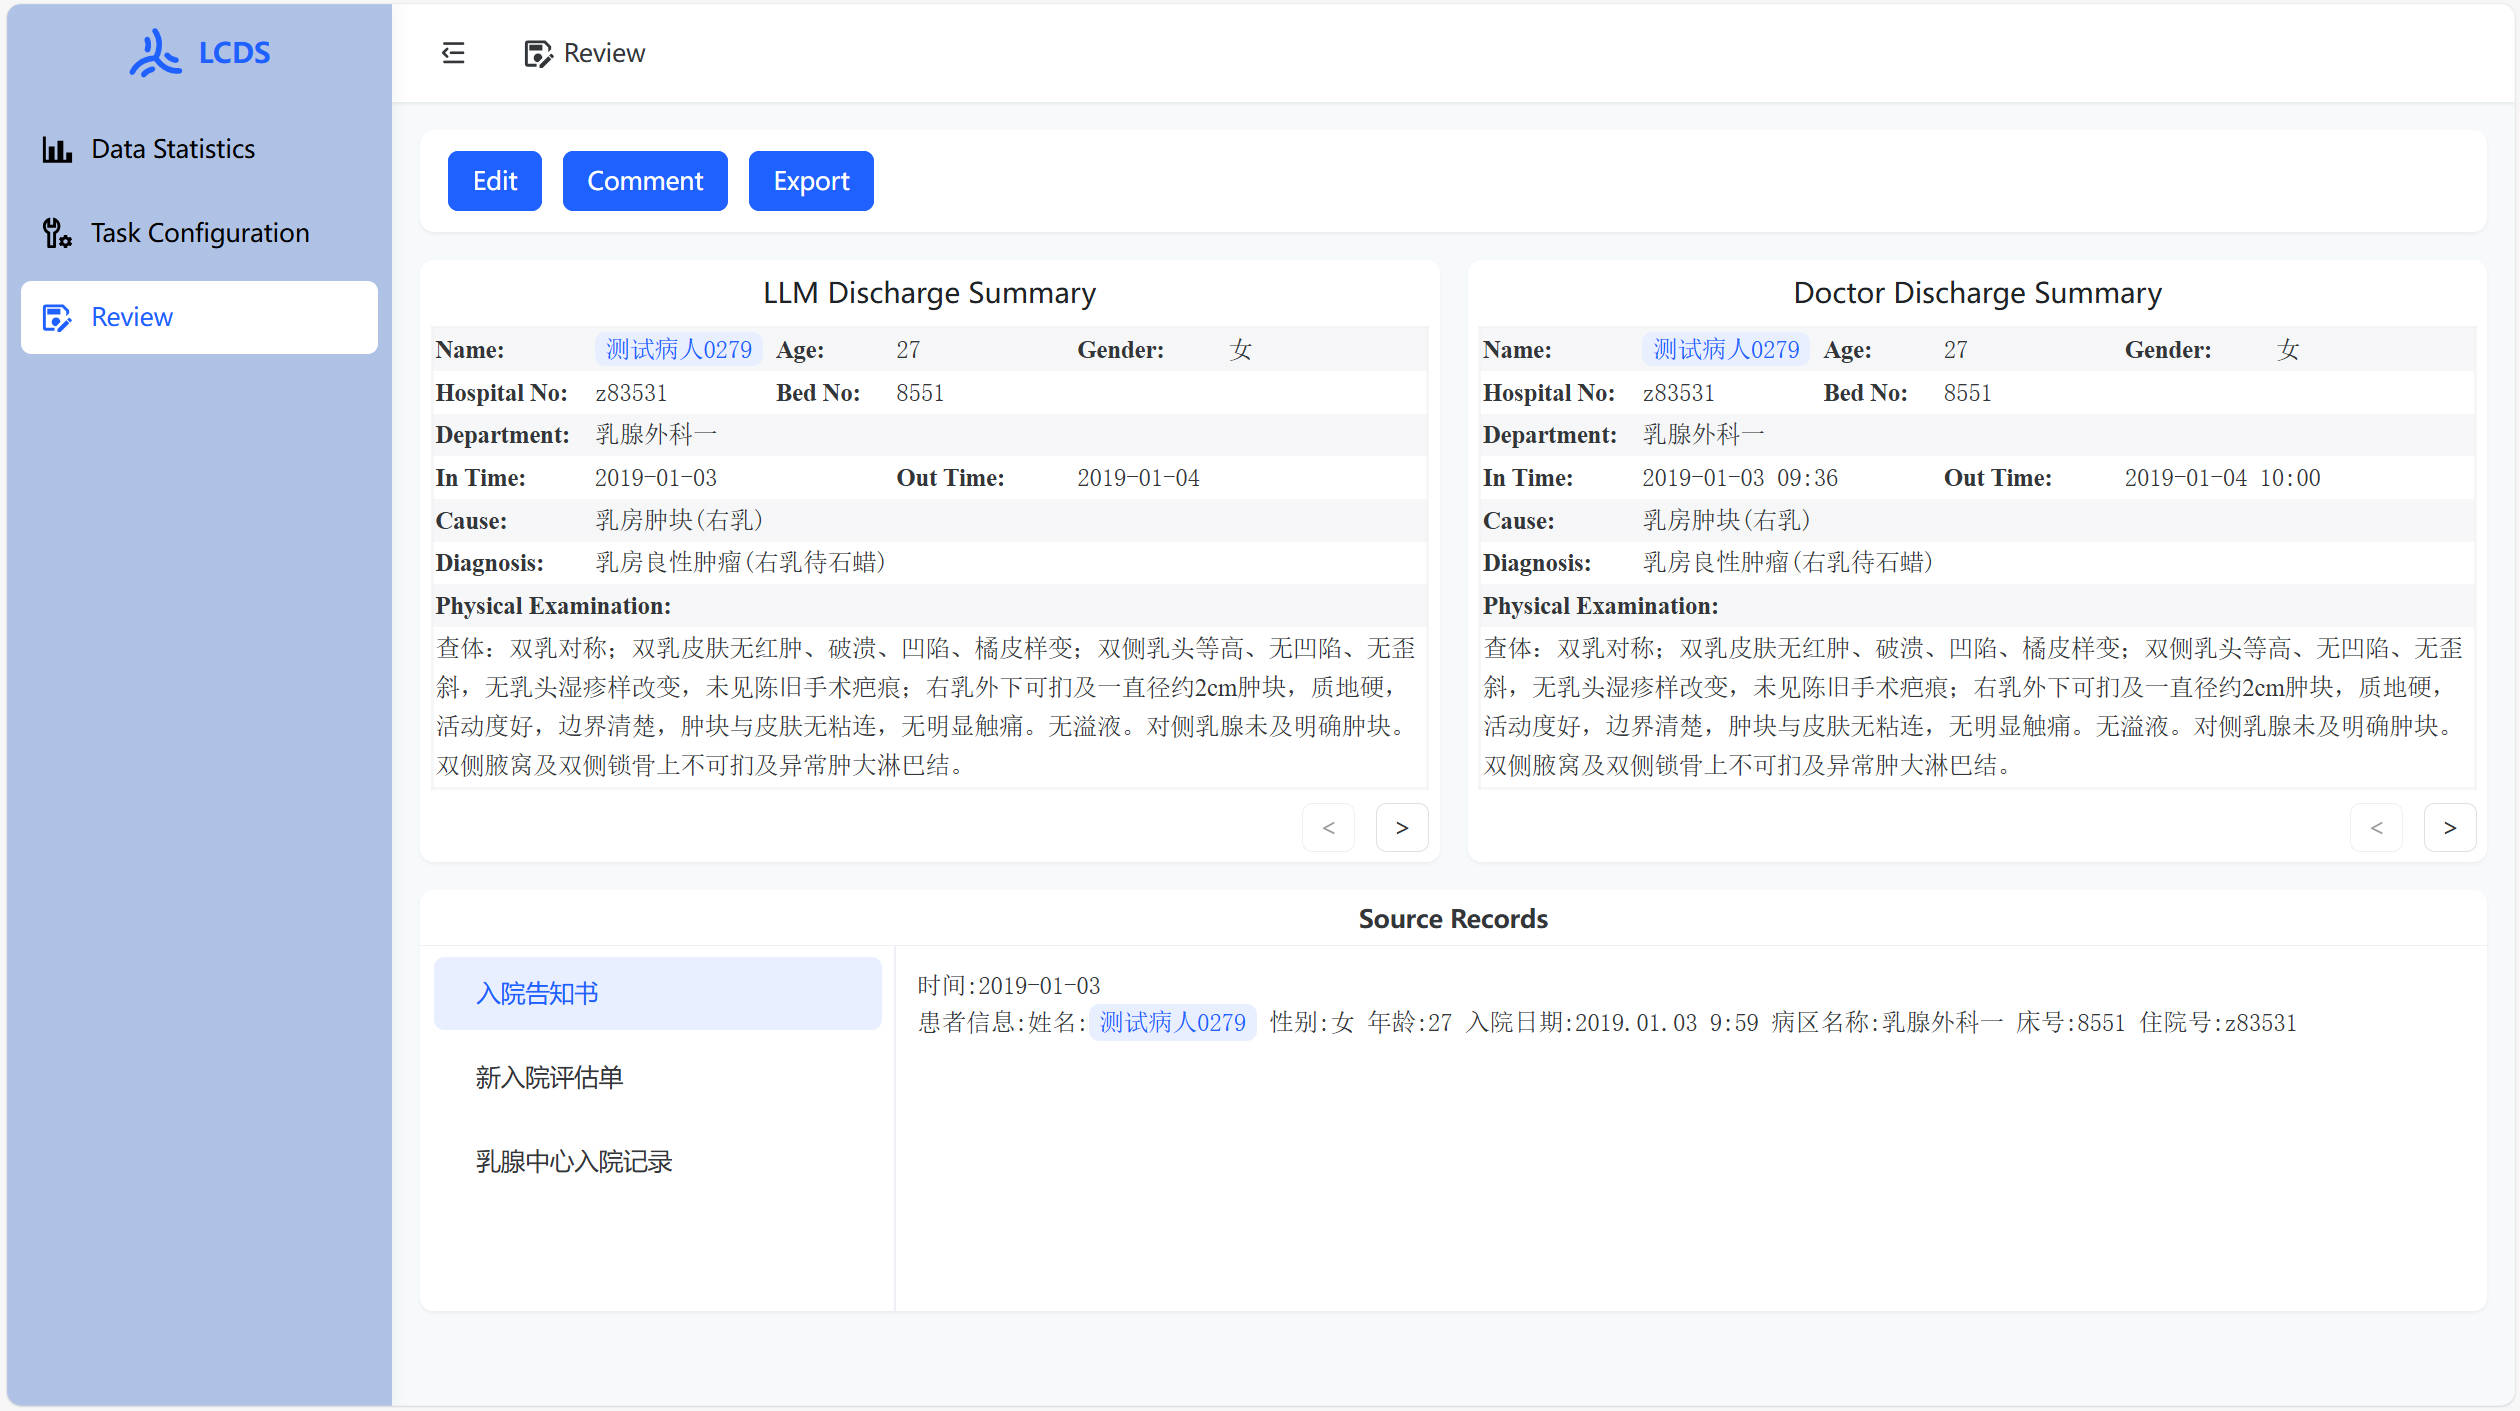 LCDS
Review
Data Statistics
Task Configuration
Review
Edit Comment Export
LLM Discharge Summary
Name: 测试病人0279 Age: 27 Gender: 女
Hospital No: z83531 Bed No: 8551
Department: 乳腺外科一
In Time: 2019-01-03 Out Time: 2019-01-04
Cause: 乳房肿块(右乳)
Diagnosis: 乳房良性肿瘤(右乳待石蜡)
Physical Examination:
查体：双乳对称；双乳皮肤无红肿、破溃、凹陷、橘皮样变；双侧乳头等高、无凹陷、无歪
斜，无乳头湿疹样改变，未见陈旧手术疤痕；右乳外下可扪及一直径约2cm肿块，质地硬，
活动度好，边界清楚，肿块与皮肤无粘连，无明显触痛。无溢液。对侧乳腺未及明确肿块。
双侧腋窝及双侧锁骨上不可扪及异常肿大淋巴结。
< >
Doctor Discharge Summary
Name: 测试病人0279 Age: 27 Gender: 女
Hospital No: z83531 Bed No: 8551
Department: 乳腺外科一
In Time: 2019-01-03 09:36 Out Time: 2019-01-04 10:00
Cause: 乳房肿块(右乳)
Diagnosis: 乳房良性肿瘤(右乳待石蜡)
Physical Examination:
查体：双乳对称；双乳皮肤无红肿、破溃、凹陷、橘皮样变；双侧乳头等高、无凹陷、无歪
斜，无乳头湿疹样改变，未见陈旧手术疤痕；右乳外下可扪及一直径约2cm肿块，质地硬，
活动度好，边界清楚，肿块与皮肤无粘连，无明显触痛。无溢液。对侧乳腺未及明确肿块。
双侧腋窝及双侧锁骨上不可扪及异常肿大淋巴结。
< >
Source Records
入院告知书
新入院评估单
乳腺中心入院记录
时间:2019-01-03
患者信息:姓名: 测试病人0279 性别:女 年龄:27 入院日期:2019.01.03 9:59 病区名称:乳腺外科一 床号:8551 住院号:z83531